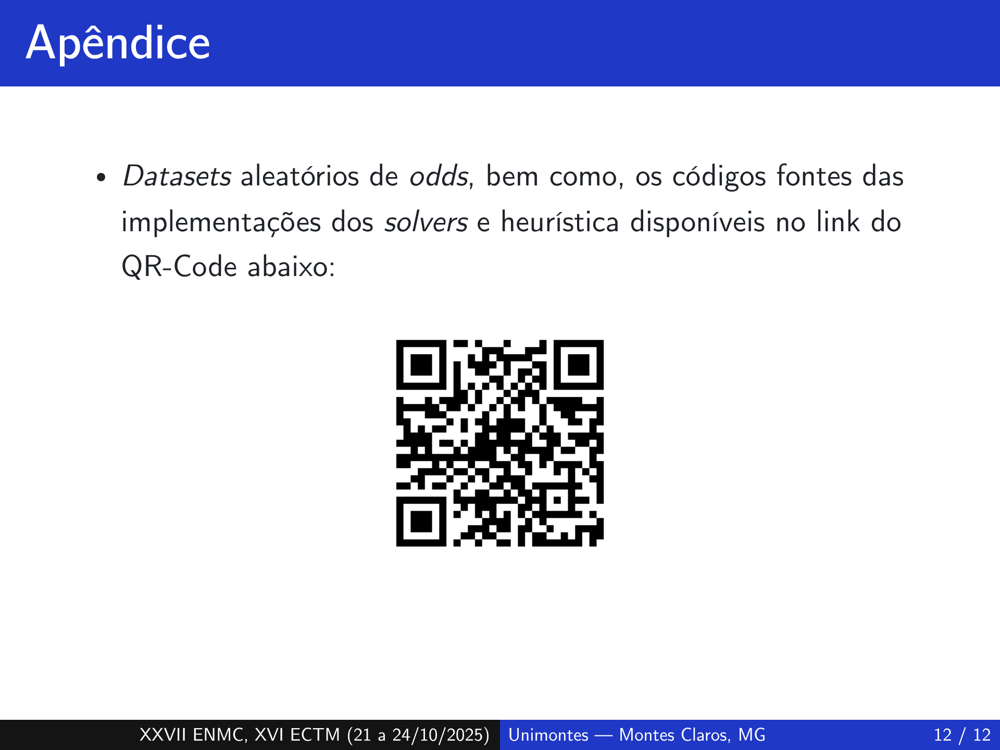 Apêndice
• Datasets aleatórios de odds, bem como, os códigos fontes das
implementações dos solvers e heurística disponíveis no link do
QR-Code abaixo:
XXVII ENMC, XVI ECTM (21 a 24/10/2025)
Unimontes — Montes Claros, MG
12 / 12